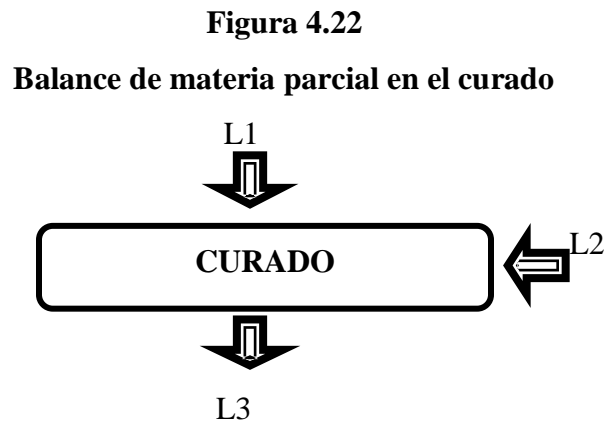 Figura 4.22
Balance de materia parcial en el curado
L1
CURADO
L2
L3